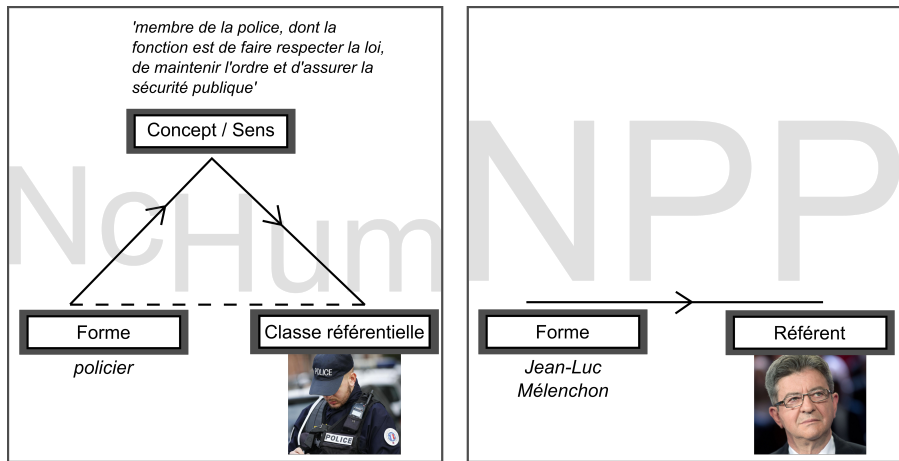 'membre de la police, dont la
fonction est de faire respecter la loi,
de maintenir l'ordre et d'assurer la
sécurité publique'
Concept / Sens
NcHum
Forme
Classe référentielle
policier
POLICE
POLICE
NPP
Forme
Référent
Jean-Luc
Mélenchon